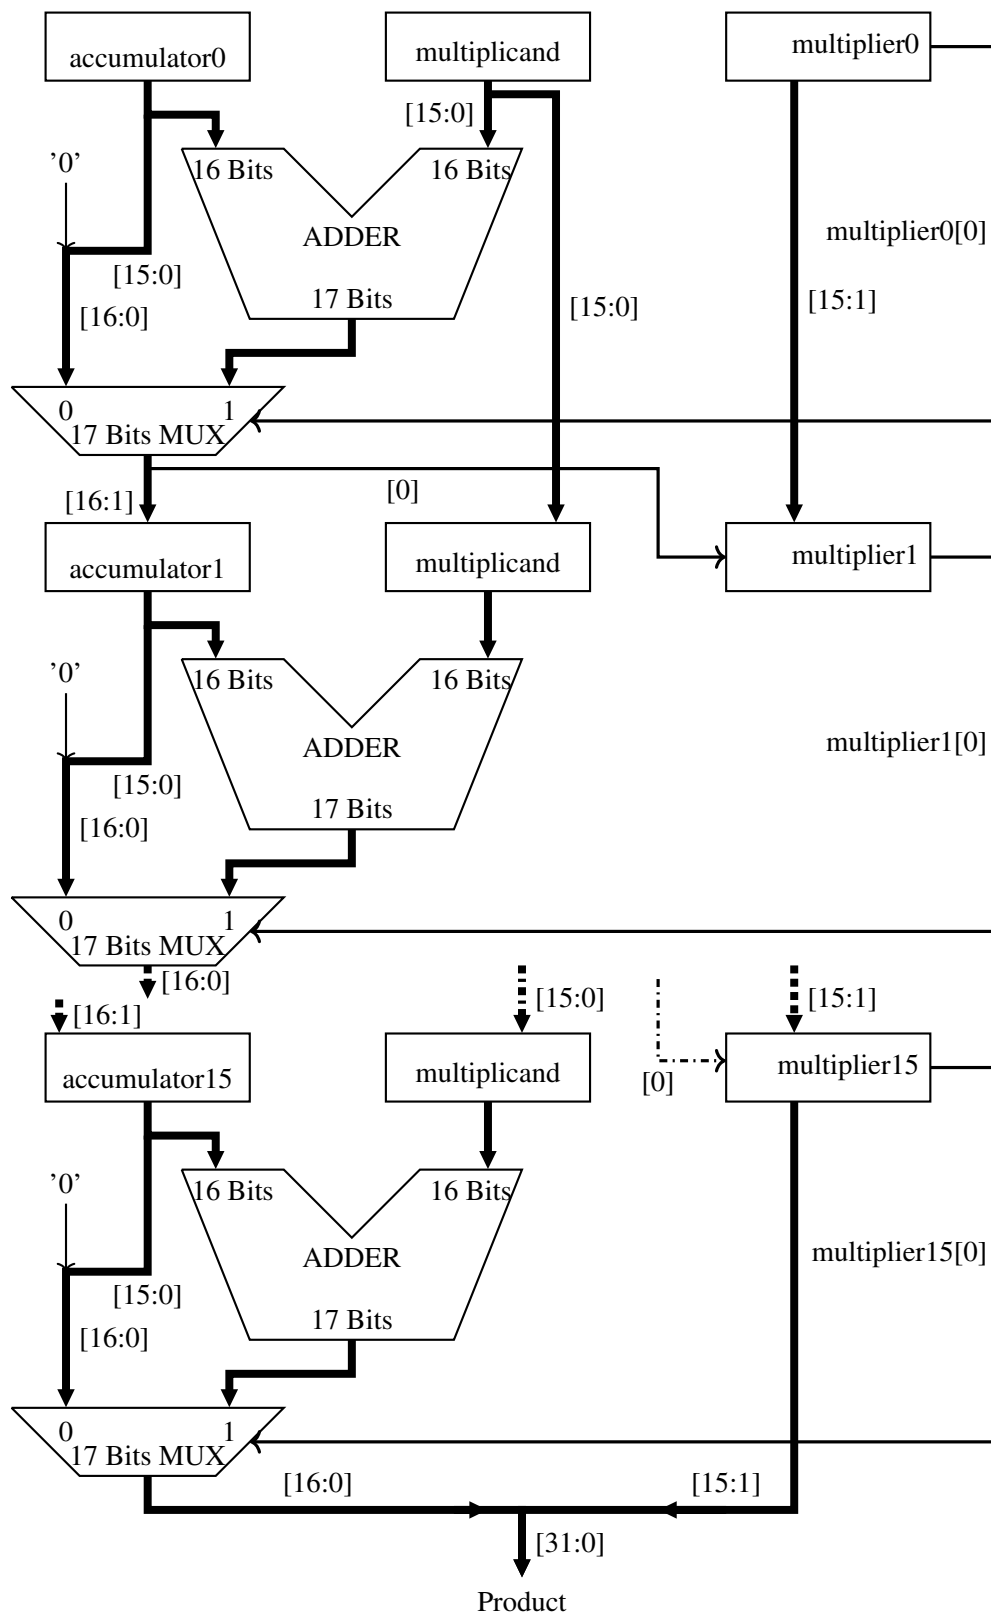 accumulator0
multiplicand
multiplier0
[15:0]
’0’
16 Bits
16 Bits
ADDER
multiplier0[0]
[15:0]
17 Bits
[16:0]
[15:0]
[15:1]
0
1
17 Bits MUX
[16:1]
[0]
accumulator1
multiplicand
multiplier1
’0’
16 Bits
16 Bits
ADDER
multiplier1[0]
[15:0]
17 Bits
[16:0]
0
1
17 Bits MUX
[16:0]
[16:1]
[15:0]
[15:1]
accumulator15
multiplicand
multiplier15
[0]
’0’
16 Bits
16 Bits
ADDER
multiplier15[0]
[15:0]
17 Bits
[16:0]
0
1
17 Bits MUX
[16:0]
[15:1]
[31:0]
Product